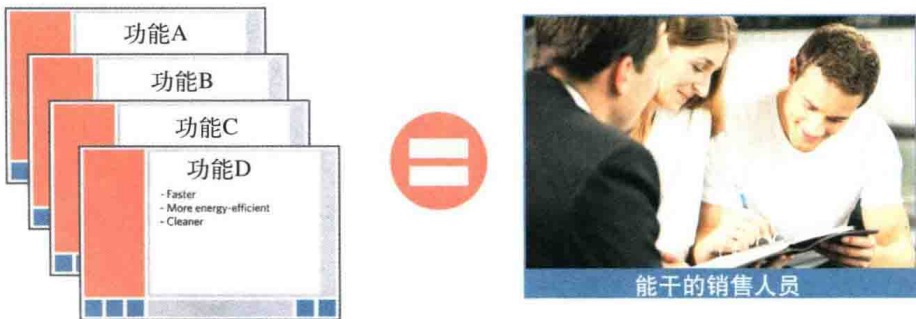 功能A
功能B
功能C
功能D
- Faster
- More energy-efficient
- Cleaner
能干的销售人员